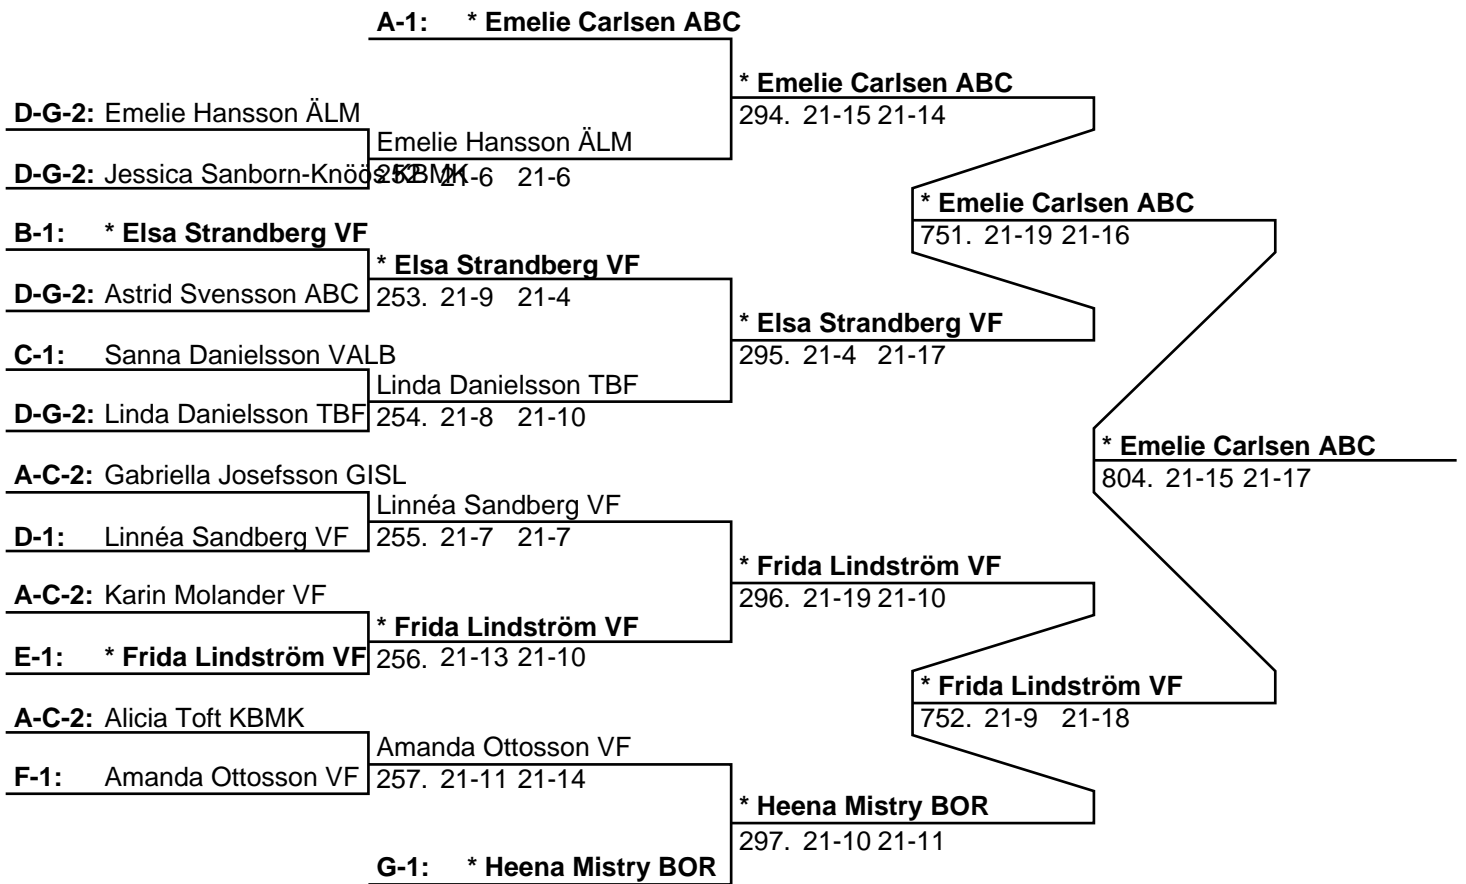 A-1: * Emelie Carlsen ABC
* Emelie Carlsen ABC
294. 21-15 21-14
D-G-2: Emelie Hansson ÄLM
Emelie Hansson ÄLM
D-G-2: Jessica Sanborn-Knöös KBMK
252. 21-6 21-6
* Emelie Carlsen ABC
751. 21-19 21-16
B-1: * Elsa Strandberg VF
* Elsa Strandberg VF
D-G-2: Astrid Svensson ABC
253. 21-9 21-4
* Elsa Strandberg VF
295. 21-4 21-17
C-1: Sanna Danielsson VALB
Linda Danielsson TBF
D-G-2: Linda Danielsson TBF
254. 21-8 21-10
* Emelie Carlsen ABC
804. 21-15 21-17
A-C-2: Gabriella Josefsson GISL
Linnéa Sandberg VF
D-1: Linnéa Sandberg VF
255. 21-7 21-7
* Frida Lindström VF
296. 21-19 21-10
A-C-2: Karin Molander VF
* Frida Lindström VF
E-1: * Frida Lindström VF
256. 21-13 21-10
* Frida Lindström VF
752. 21-9 21-18
A-C-2: Alicia Toft KBMK
Amanda Ottosson VF
F-1: Amanda Ottosson VF
257. 21-11 21-14
* Heena Mistry BOR
297. 21-10 21-11
G-1: * Heena Mistry BOR